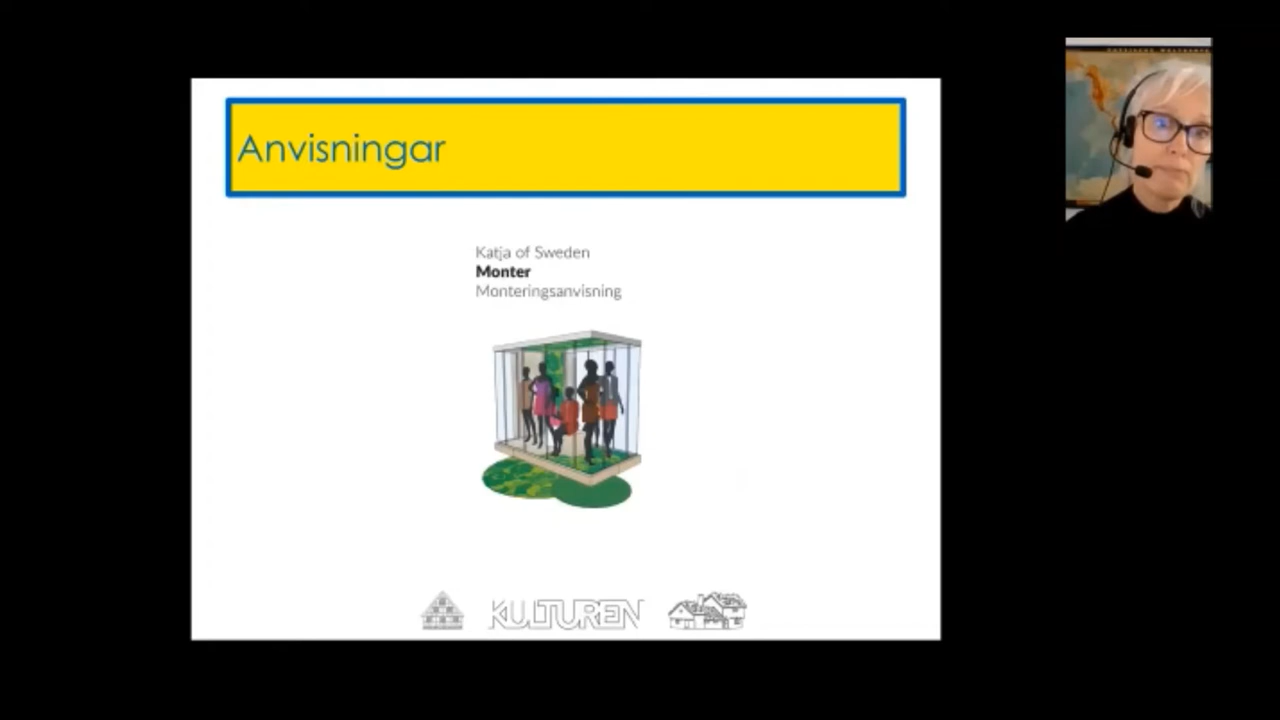 Anvisningar
Katja of Sweden
Monter
Monteringsanvisning
KULTUREN